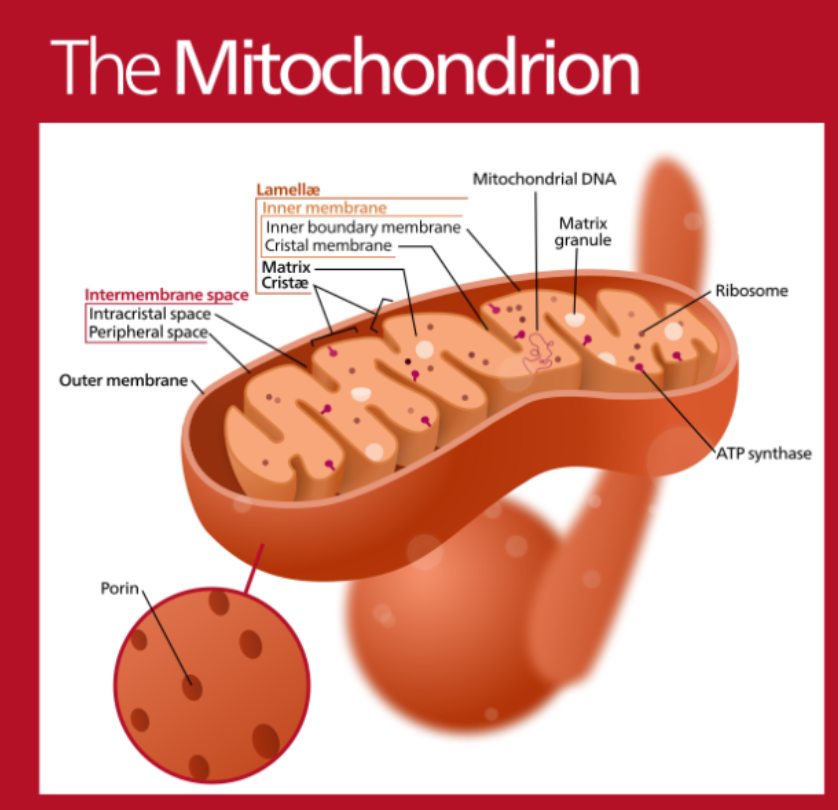 The Mitochondrion
Lamellæ
Inner membrane
Inner boundary membrane
Cristal membrane
Matrix
Cristæ
Mitochondrial DNA
Matrix
granule
Intermembrane space
Intracristal space
Peripheral space
Ribosome
Outer membrane
ATP synthase
Porin